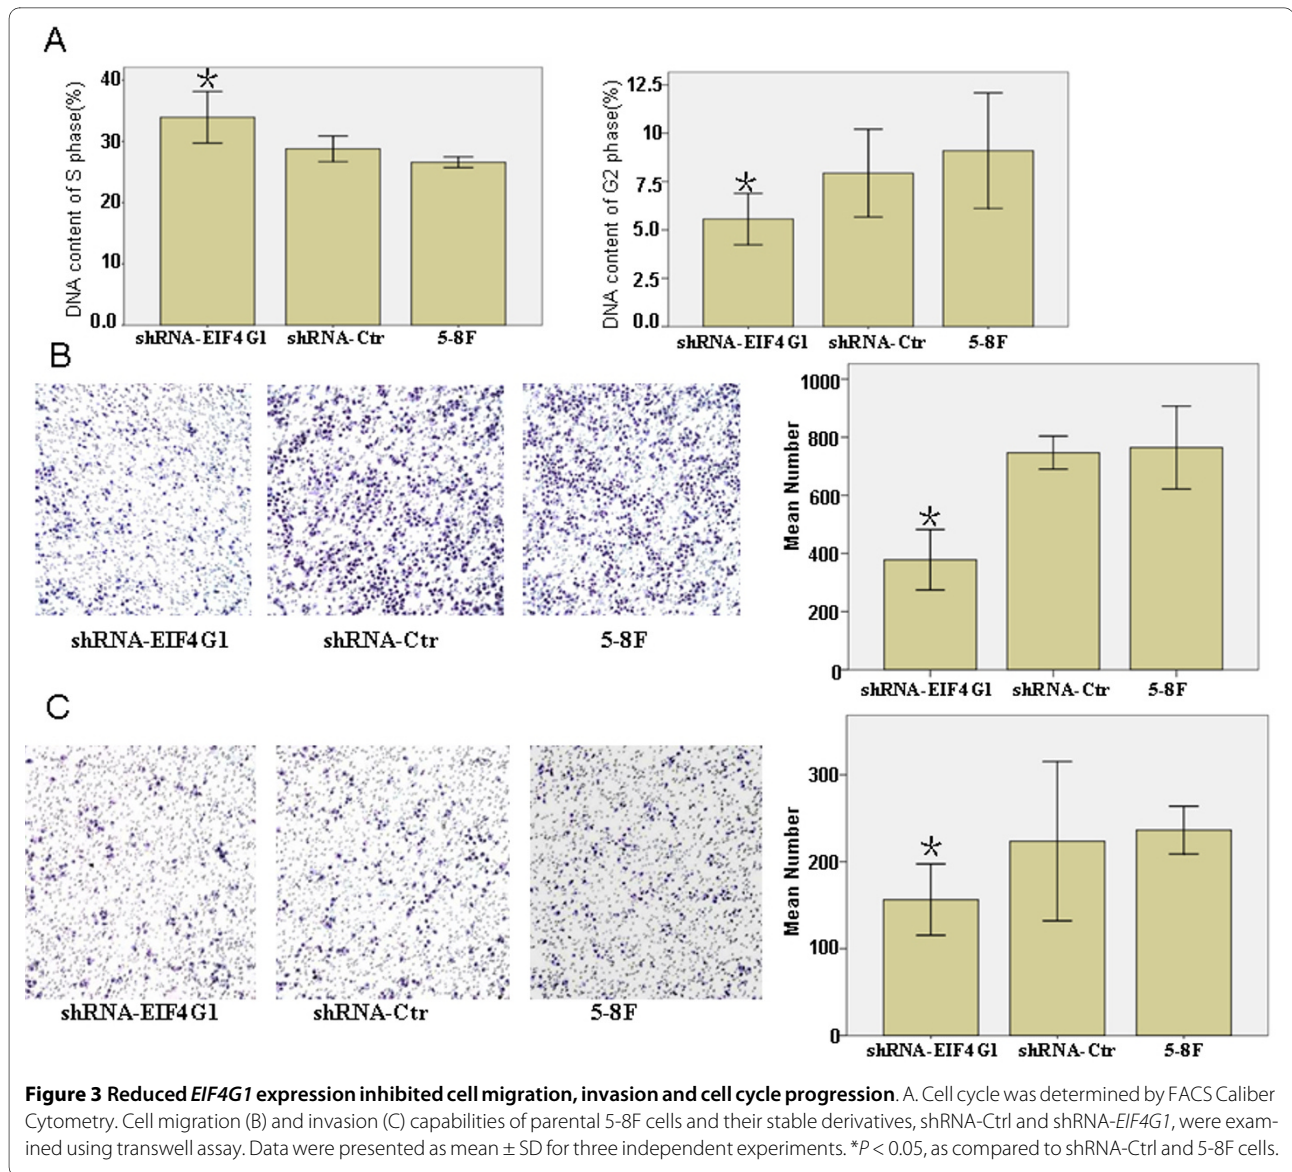 A
DNA content of S phase(%)
40
30
20
10
0.0
*
shRNA-EIF4G1 shRNA-Ctr 5-8F
DNA content of G2 phase(%)
12.5
10
7.5
5.0
2.5
0.0
*
shRNA-EIF4G1 shRNA-Ctr 5-8F
B
shRNA-EIF4G1 shRNA-Ctr 5-8F
Mean Number
1000
800
600
400
200
0
*
shRNA-EIF4G1 shRNA-Ctr 5-8F
C
shRNA-EIF4G1 shRNA-Ctr 5-8F
Mean Number
300
200
100
0
*
shRNA-EIF4G1 shRNA-Ctr 5-8F
Figure 3 Reduced EIF4G1 expression inhibited cell migration, invasion and cell cycle progression. A. Cell cycle was determined by FACS Caliber
Cytometry. Cell migration (B) and invasion (C) capabilities of parental 5-8F cells and their stable derivatives, shRNA-Ctrl and shRNA-EIF4G1, were exam-
ined using transwell assay. Data were presented as mean ± SD for three independent experiments. *P < 0.05, as compared to shRNA-Ctrl and 5-8F cells.